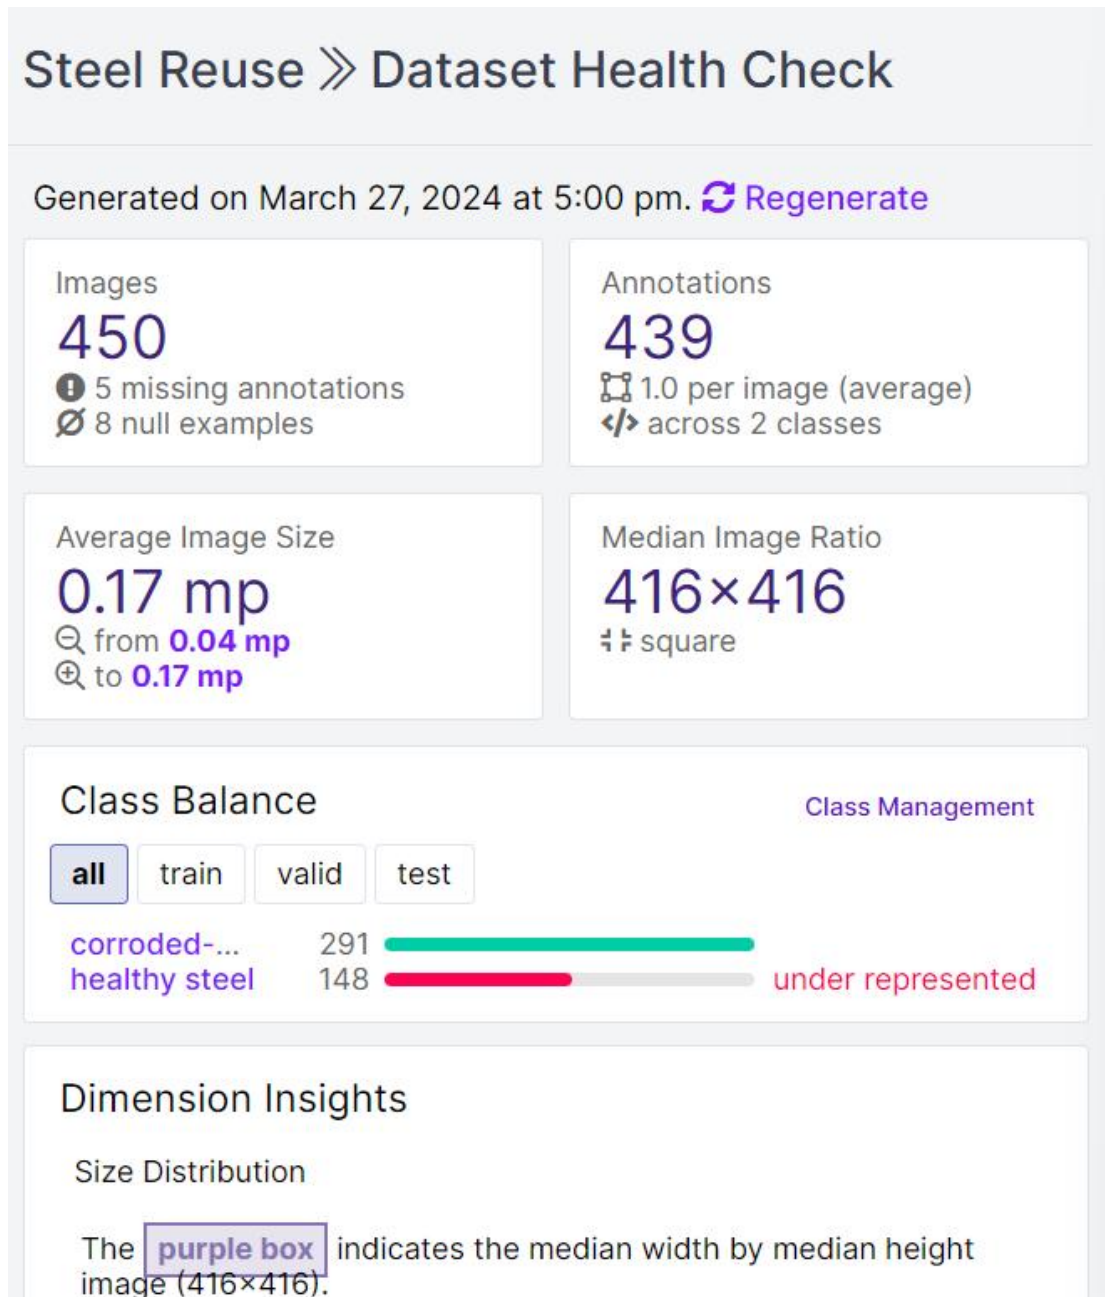 Steel Reuse » Dataset Health Check
Generated on March 27, 2024 at 5:00 pm. Regenerate
Images
450
5 missing annotations
8 null examples
Annotations
439
1.0 per image (average)
</> across 2 classes
Average Image Size
0.17 mp
from 0.04 mp
to 0.17 mp
Median Image Ratio
416×416
square
Class Balance
Class Management
all train valid test
corroded-... 291
healthy steel 148 under represented
Dimension Insights
Size Distribution
The purple box indicates the median width by median height
image (416×416).